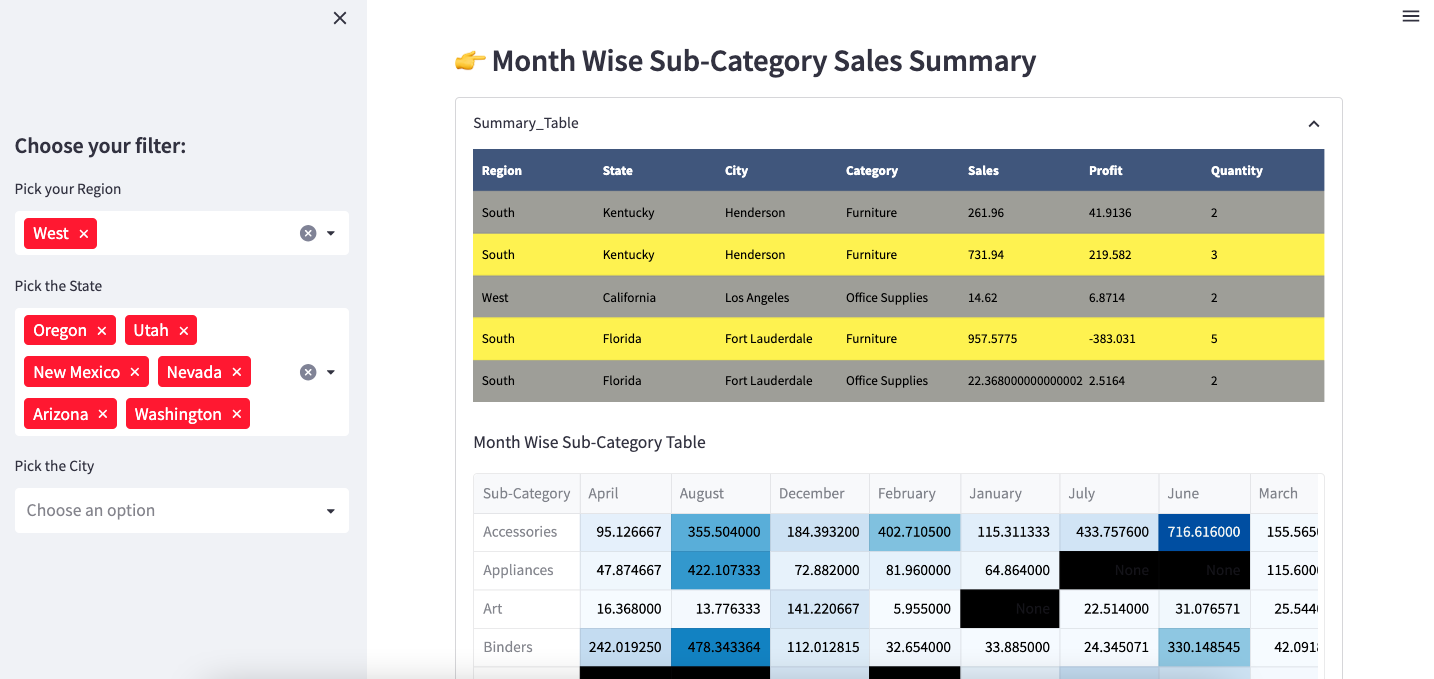 Choose your filter:
Pick your Region
West ×
Pick the State
Oregon × Utah ×
New Mexico × Nevada ×
Arizona × Washington ×
Pick the City
Choose an option
👉 Month Wise Sub-Category Sales Summary
Summary_Table
Region State City Category Sales Profit Quantity
South Kentucky Henderson Furniture 261.96 41.9136 2
South Kentucky Henderson Furniture 731.94 219.582 3
West California Los Angeles Office Supplies 14.62 6.8714 2
South Florida Fort Lauderdale Furniture 957.5775 -383.031 5
South Florida Fort Lauderdale Office Supplies 22.368000000000002 2.5164 2
Month Wise Sub-Category Table
Sub-Category April August December February January July June March
Accessories 95.126667 355.504000 184.393200 402.710500 115.311333 433.757600 716.616000 155.565
Appliances 47.874667 422.107333 72.882000 81.960000 64.864000 None None 115.600
Art 16.368000 13.776333 141.220667 5.955000 None 22.514000 31.076571 25.544
Binders 242.019250 478.343364 112.012815 32.654000 33.885000 24.345071 330.148545 42.091